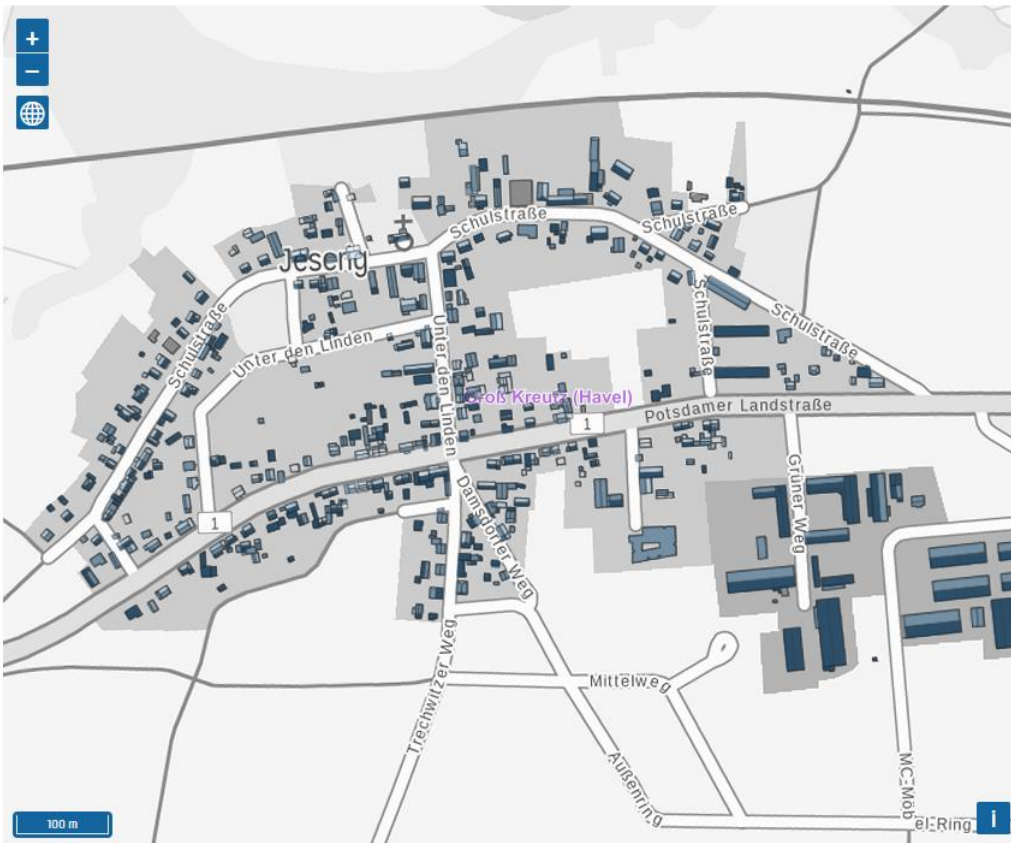 +
−
Schulstraße
Schulstraße
Jeserig
Schulstraße
Schulstraße
Schulstraße
Unter den Linden
Unter den Linden
Groß Kreutz (Havel)
Potsdamer Landstraße
1
1
Grüner Weg
Damsdorfer Weg
Trechwitzer Weg
Mittelweg
Außenring
MC-Möbel-Ring
100 m
i